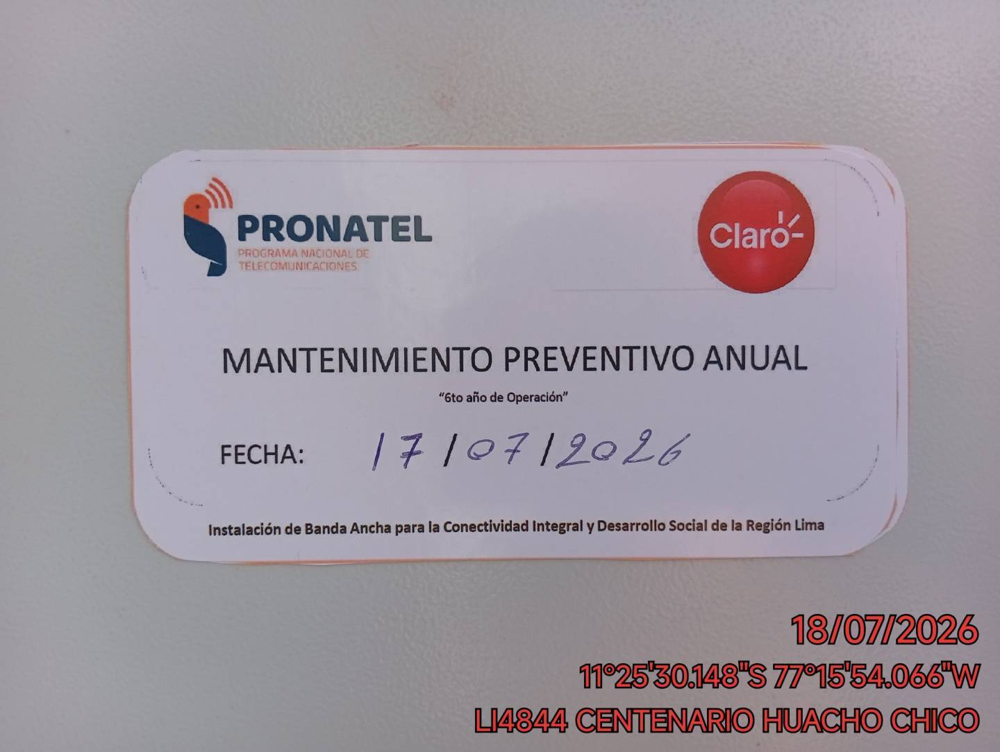 PRONATEL
PROGRAMA NACIONAL DE
TELECOMUNICACIONES
Claro
MANTENIMIENTO PREVENTIVO ANUAL
“6to año de Operación”
FECHA: 17/07/2026
Instalación de Banda Ancha para la Conectividad Integral y Desarrollo Social de la Región Lima
18/07/2026
11°25'30.148"S 77°15'54.066"W
LI4844 CENTENARIO HUACHO CHICO